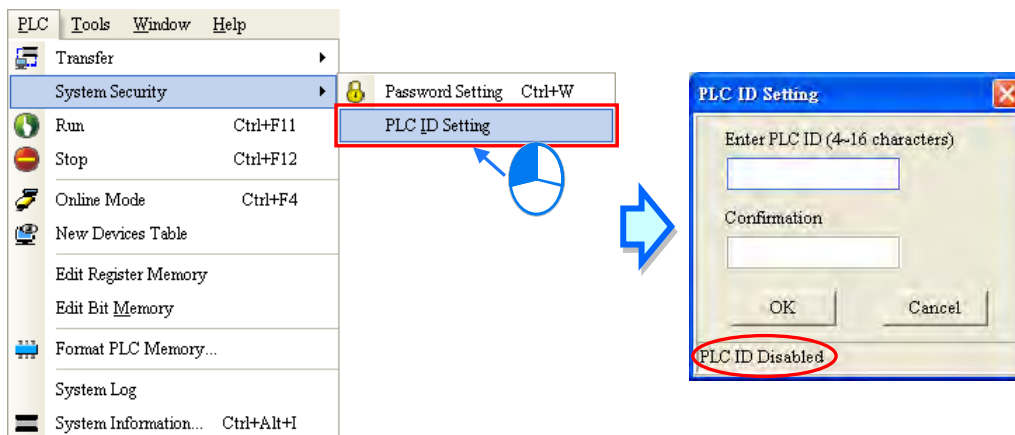 PLC Tools Window Help
Transfer
System Security
Run Ctrl+F11
Stop Ctrl+F12
Online Mode Ctrl+F4
New Devices Table
Edit Register Memory
Edit Bit Memory
Format PLC Memory...
System Log
System Information... Ctrl+Alt+I
Password Setting Ctrl+W
PLC ID Setting
PLC ID Setting
Enter PLC ID (4~16 characters)
Confirmation
OK Cancel
PLC ID Disabled